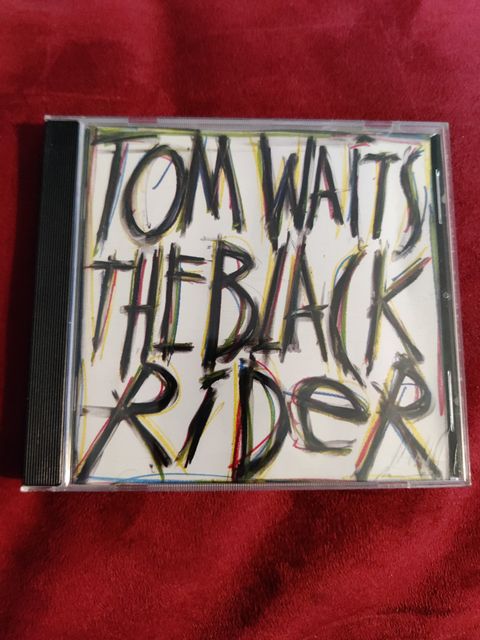 TOM WAITS
THE BLACK
RiDeR